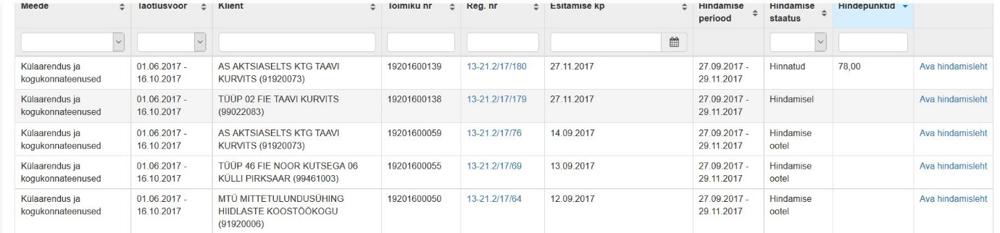 Meede Taotlusvoor Klient Toimiku nr Reg. nr Esitamise kp Hindamise periood Hindamise staatus Hindepunktid
Külaarendus ja kogukonnateenused 01.06.2017 - 16.10.2017 AS AKTSIASELTS KTG TAAVI KURVITS (91920073) 19201600139 13-21.2/17/180 27.11.2017 27.09.2017 - 29.11.2017 Hinnatud 78,00 Ava hindamisleht
Külaarendus ja kogukonnateenused 01.06.2017 - 16.10.2017 TÜÜP 02 FIE TAAVI KURVITS (99022083) 19201600138 13-21.2/17/179 27.11.2017 27.09.2017 - 29.11.2017 Hindamisel Ava hindamisleht
Külaarendus ja kogukonnateenused 01.06.2017 - 16.10.2017 AS AKTSIASELTS KTG TAAVI KURVITS (91920073) 19201600059 13-21.2/17/76 14.09.2017 27.09.2017 - 29.11.2017 Hindamise ootel Ava hindamisleht
Külaarendus ja kogukonnateenused 01.06.2017 - 16.10.2017 TÜÜP 46 FIE NOOR KUTSEGA 06 KÜLLI PIRKSAAR (99461003) 19201600055 13-21.2/17/69 13.09.2017 27.09.2017 - 29.11.2017 Hindamise ootel Ava hindamisleht
Külaarendus ja kogukonnateenused 01.06.2017 - 16.10.2017 MTÜ MITTETULUNDUSÜHING HIIDLASTE KOOSTÖÖKOGU (91920006) 19201600050 13-21.2/17/64 12.09.2017 27.09.2017 - 29.11.2017 Hindamise ootel Ava hindamisleht